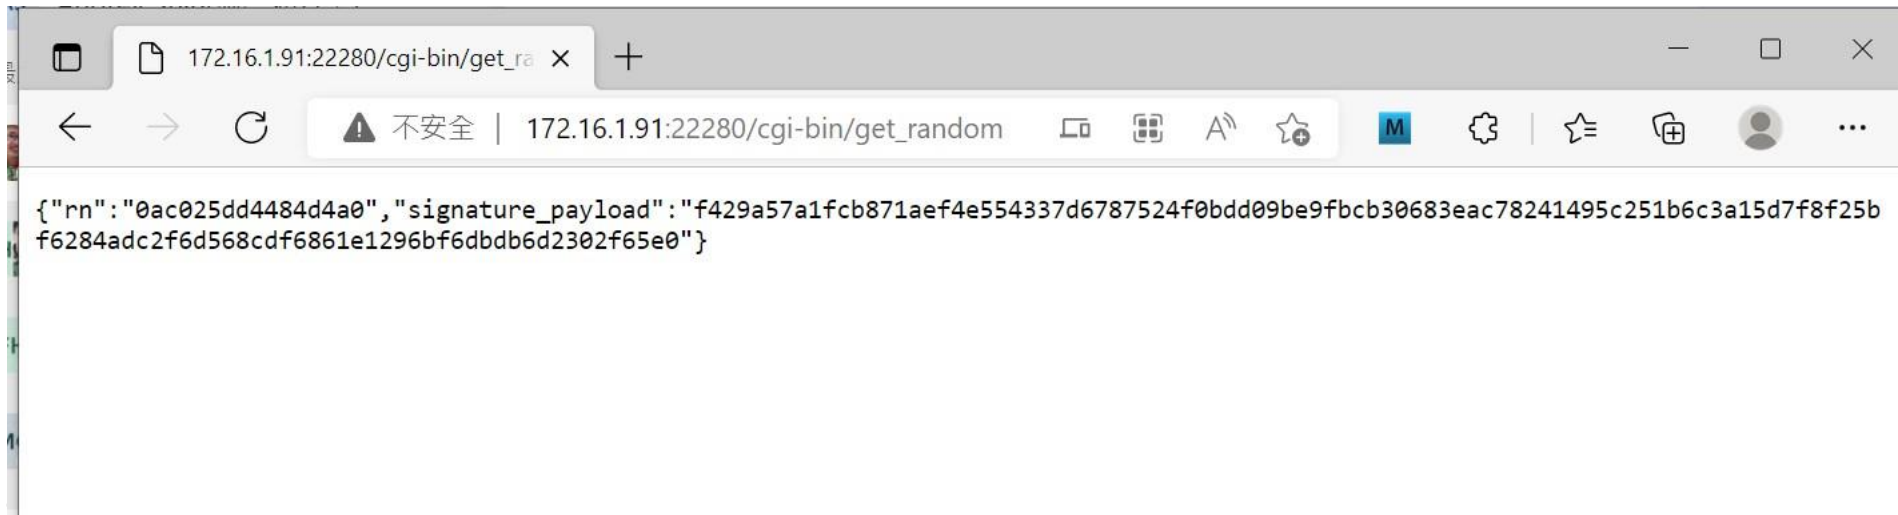 172.16.1.91:22280/cgi-bin/get_ra
不安全 | 172.16.1.91:22280/cgi-bin/get_random
M
{"rn":"0ac025dd4484d4a0","signature_payload":"f429a57a1fcb871aef4e554337d6787524f0bdd09be9fbcb30683eac78241495c251b6c3a15d7f8f25b
f6284adc2f6d568cdf6861e1296bf6dbdb6d2302f65e0"}